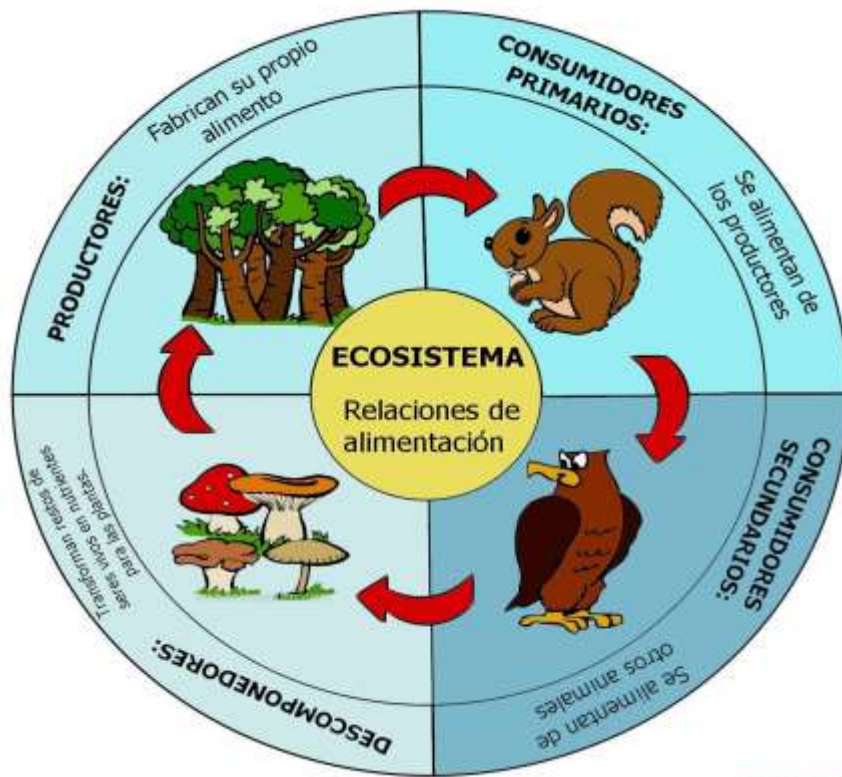 PRODUCTORES:
Fabrican su propio
alimento
CONSUMIDORES
PRIMARIOS:
Se alimentan de
los productores
CONSUMIDORES
SECUNDARIOS:
Se alimentan de
otros animales
DESCOMPONEDORES:
Transforman restos de
seres vivos en nutrientes
para las plantas.
ECOSISTEMA
Relaciones de
alimentación